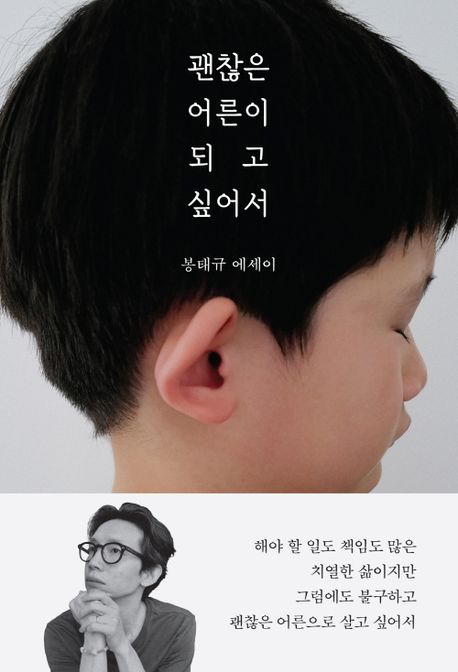 괜찮은
어른이
되 고
싶어서
봉태규 에세이
해야 할 일도 책임도 많은
치열한 삶이지만
그럼에도 불구하고
괜찮은 어른으로 살고 싶어서